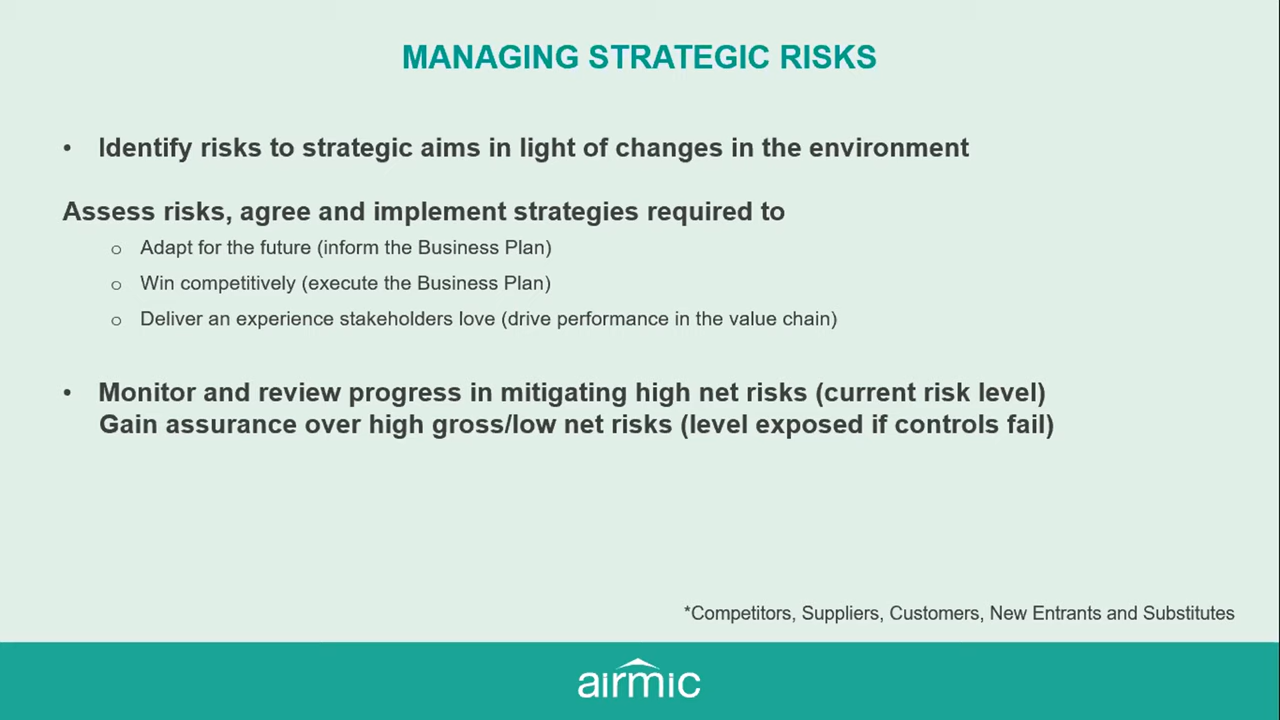 MANAGING STRATEGIC RISKS
• Identify risks to strategic aims in light of changes in the environment
Assess risks, agree and implement strategies required to
o Adapt for the future (inform the Business Plan)
o Win competitively (execute the Business Plan)
o Deliver an experience stakeholders love (drive performance in the value chain)
• Monitor and review progress in mitigating high net risks (current risk level)
Gain assurance over high gross/low net risks (level exposed if controls fail)
*Competitors, Suppliers, Customers, New Entrants and Substitutes
airmic